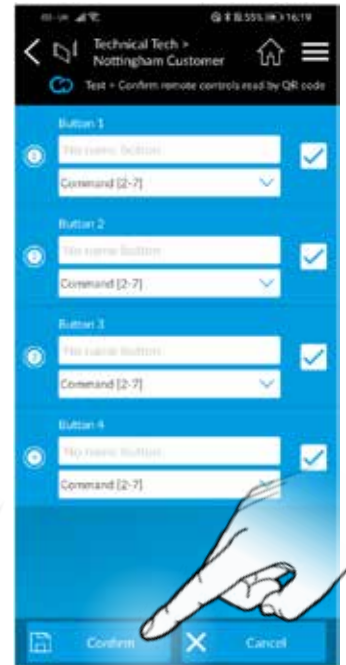 55% 16:19
Technical Tech >
Nottingham Customer
Test > Confirm remote controls read by QR code
Button 1
No name button
Command [2-7]
Button 2
No name button
Command [2-7]
Button 3
No name button
Command [2-7]
Button 4
No name button
Command [2-7]
Confirm
Cancel